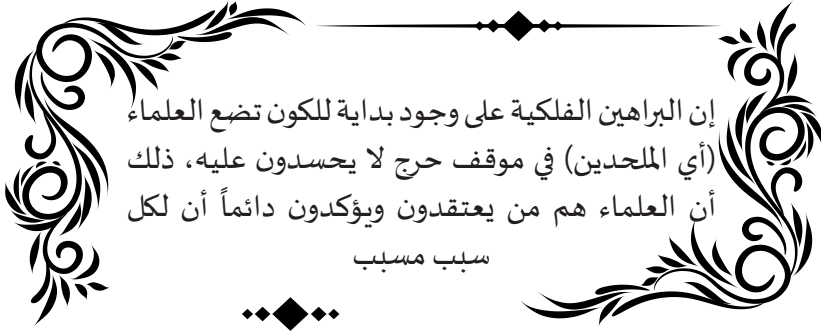 إن البراهين الفلكية على وجود بداية للكون تضع العلماء
(أي الملحدين) في موقف حرج لا يحسدون عليه، ذلك
أن العلماء هم من يعتقدون ويؤكدون دائماً أن لكل
سبب مسبب